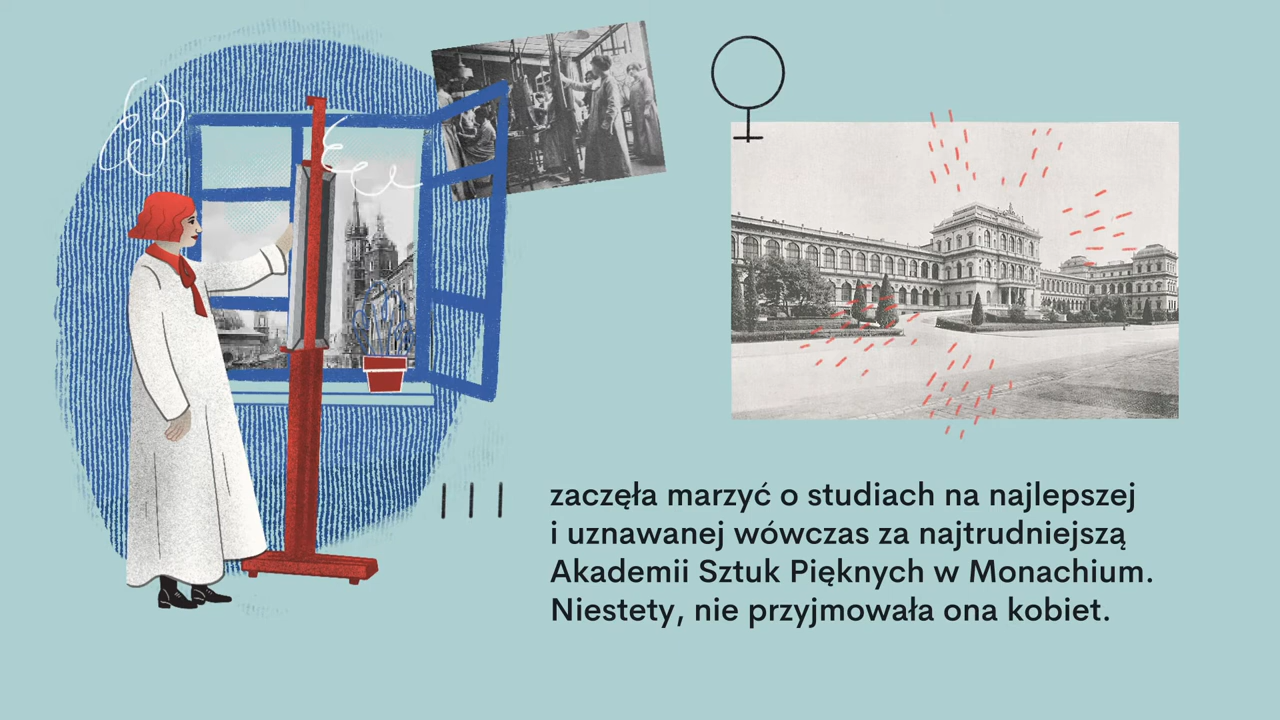 zaczęła marzyć o studiach na najlepszej
i uznawanej wówczas za najtrudniejszą
Akademii Sztuk Pięknych w Monachium.
Niestety, nie przyjmowała ona kobiet.